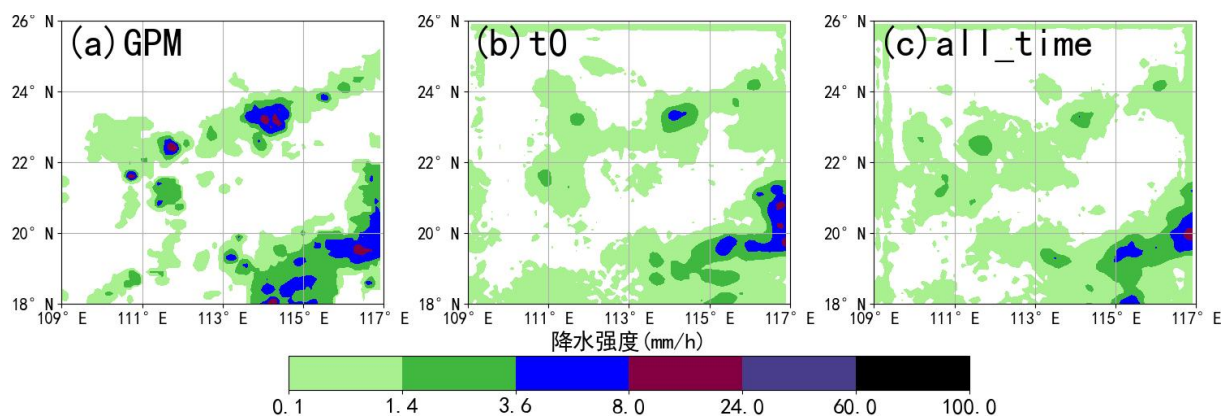 (a)GPM
(b)t0
(c)all_time
26° N
24° N
22° N
20° N
18° N
109° E 111° E 113° E 115° E 117° E
26° N
24° N
22° N
20° N
18° N
109° E 111° E 113° E 115° E 117° E
26° N
24° N
22° N
20° N
18° N
109° E 111° E 113° E 115° E 117° E
降水强度(mm/h)
0.1 1.4 3.6 8.0 24.0 60.0 100.0